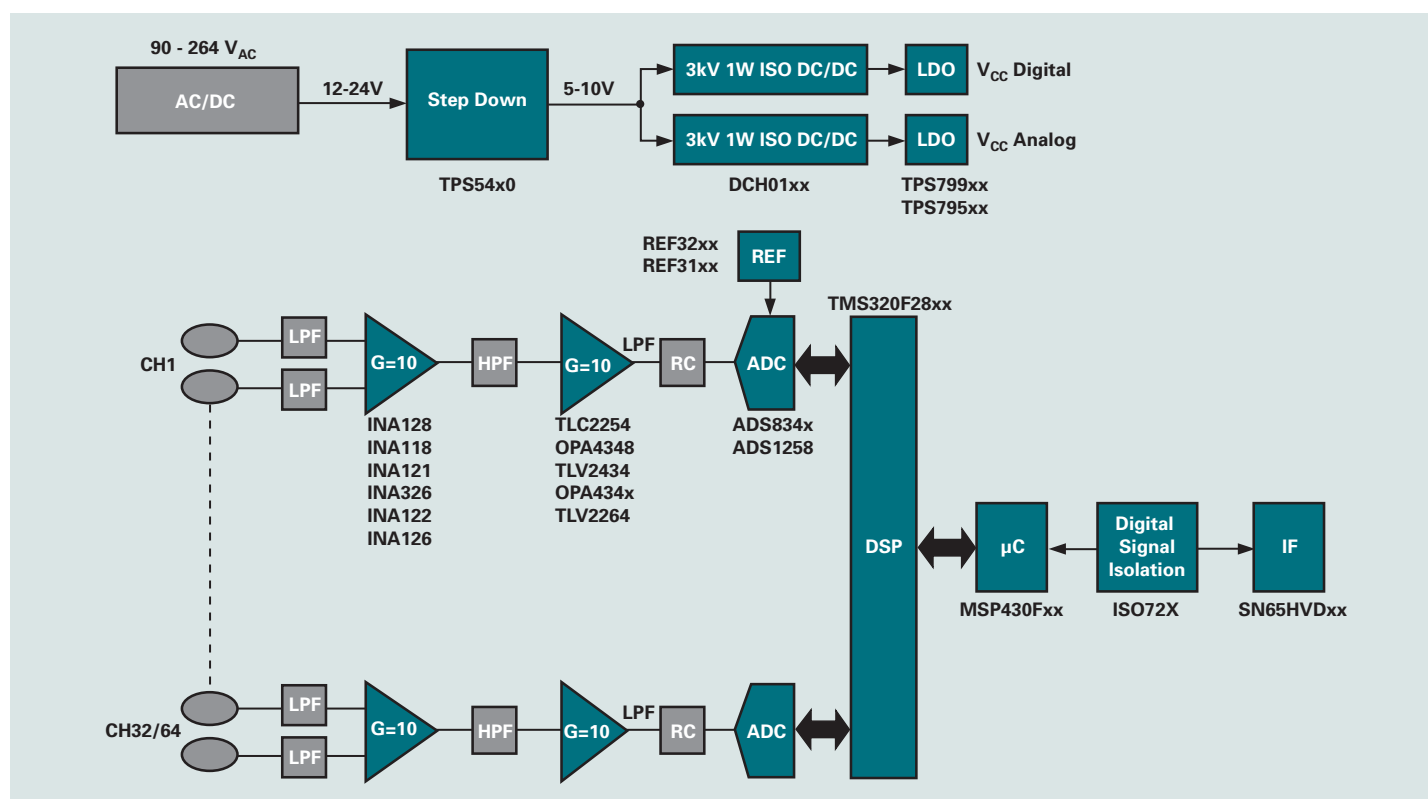 90 - 264 VAC
AC/DC
12-24V
Step Down
5-10V
3kV 1W ISO DC/DC
LDO
VCC Digital
3kV 1W ISO DC/DC
LDO
VCC Analog
TPS54x0
DCH01xx
TPS799xx
TPS795xx
REF32xx
REF31xx
REF
TMS320F28xx
CH1
LPF
LPF
G=10
HPF
G=10
LPF
RC
ADC
INA128
INA118
INA121
INA326
INA122
INA126
TLC2254
OPA4348
TLV2434
OPA434x
TLV2264
ADS834x
ADS1258
DSP
µC
Digital
Signal
Isolation
IF
MSP430Fxx
ISO72X
SN65HVDxx
CH32/64
LPF
LPF
G=10
HPF
G=10
LPF
RC
ADC